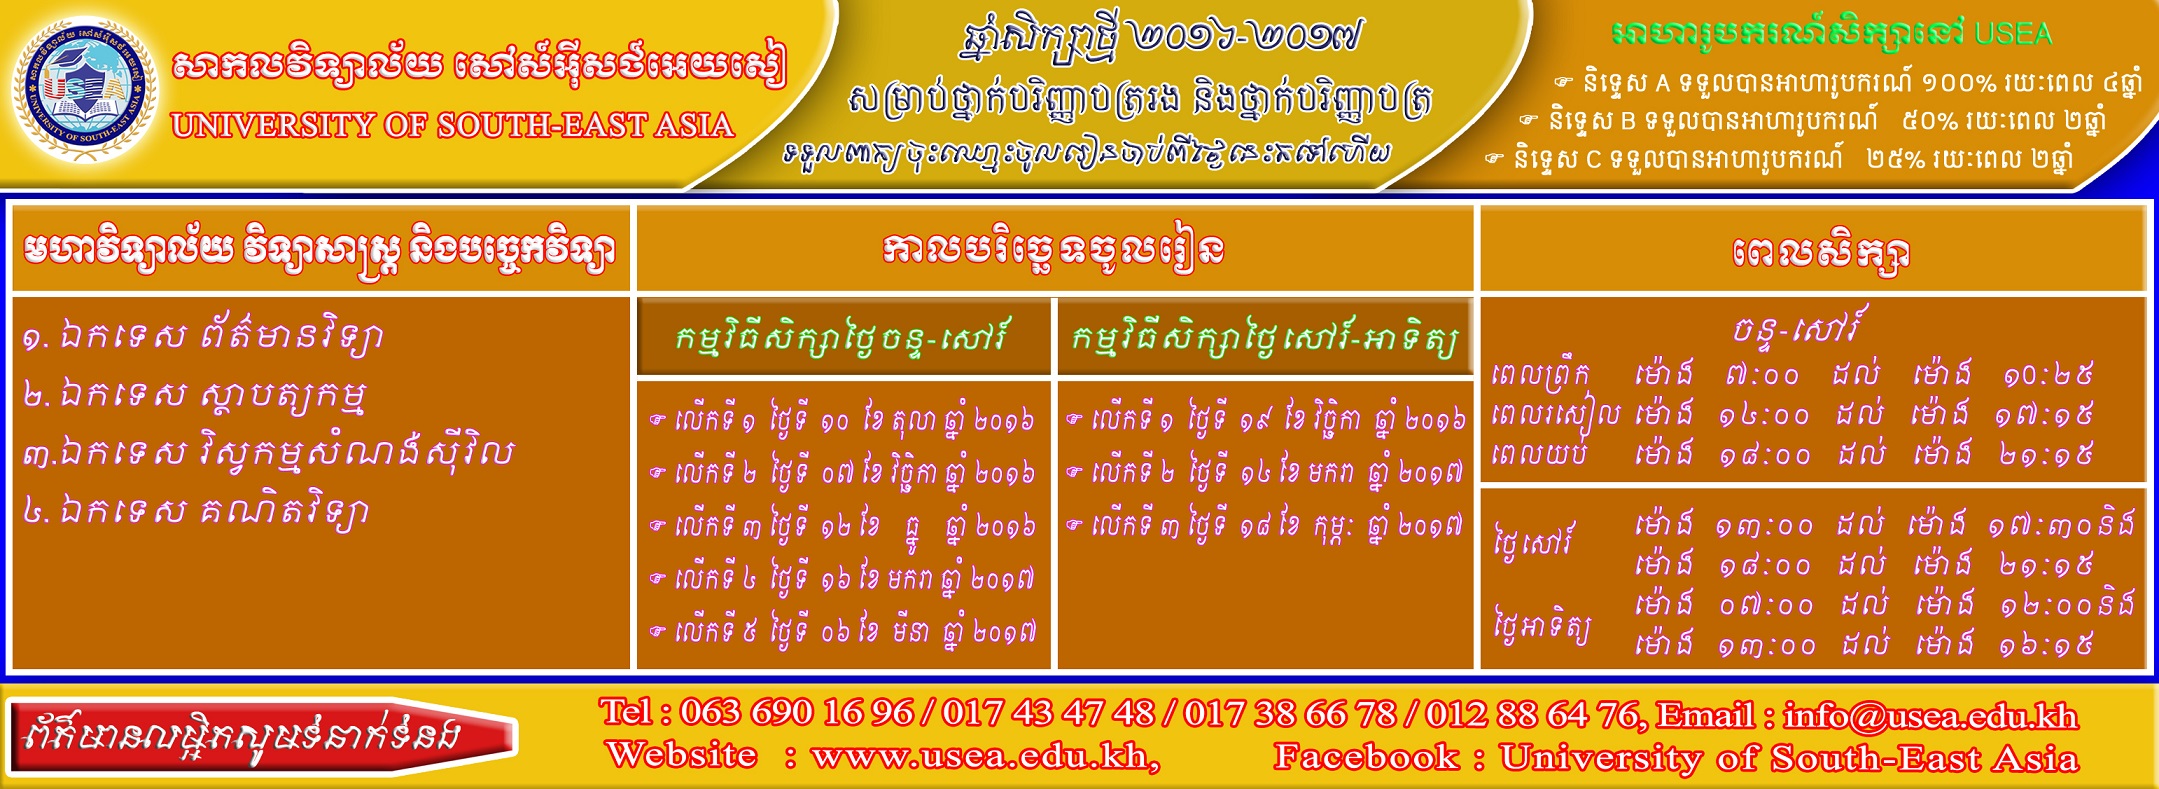 សាកលវិទ្យាល័យ សៅស៍អ៊ីសថ៍អេយសៀ
UNIVERSITY OF SOUTH-EAST ASIA
ឆ្នាំសិក្សាថ្មី ២០១៦-២០១៧
សម្រាប់ថ្នាក់បរិញ្ញាបត្ររង និងថ្នាក់បរិញ្ញាបត្រ
ទទួលពាក្យចុះឈ្មោះចូលរៀនចាប់ពីថ្ងៃនេះតទៅហើយ
អាហារូបករណ៍សិក្សានៅ USEA
☞ និទ្ទេស A ទទួលបានអាហារូបករណ៍ ១០០% រយៈពេល ៤ឆ្នាំ
☞ និទ្ទេស B ទទួលបានអាហារូបករណ៍ ៥០% រយៈពេល ២ឆ្នាំ
☞ និទ្ទេស C ទទួលបានអាហារូបករណ៍ ២៥% រយៈពេល ២ឆ្នាំ
មហាវិទ្យាល័យ វិទ្យាសាស្ត្រ និងបច្ចេកវិទ្យា
១. ឯកទេស ព័ត៌មានវិទ្យា
២. ឯកទេស ស្ថាបត្យកម្ម
៣.ឯកទេស វិស្វកម្មសំណង់ស៊ីវិល
៤. ឯកទេស គណិតវិទ្យា
កាលបរិច្ឆេទចូលរៀន
កម្មវិធីសិក្សាថ្ងៃចន្ទ-សៅរ៍
☞ លើកទី ១ ថ្ងៃទី ១០ ខែ តុលា ឆ្នាំ ២០១៦
☞ លើកទី ២ ថ្ងៃទី ០៧ ខែ វិច្ឆិកា ឆ្នាំ ២០១៦
☞ លើកទី ៣ ថ្ងៃទី ១២ ខែ ធ្នូ ឆ្នាំ ២០១៦
☞ លើកទី ៤ ថ្ងៃទី ១៦ ខែ មករា ឆ្នាំ ២០១៧
☞ លើកទី ៥ ថ្ងៃទី ០៦ ខែ មីនា ឆ្នាំ ២០១៧
កម្មវិធីសិក្សាថ្ងៃសៅរ៍-អាទិត្យ
☞ លើកទី ១ ថ្ងៃទី ១៩ ខែ វិច្ឆិកា ឆ្នាំ ២០១៦
☞ លើកទី ២ ថ្ងៃទី ១៤ ខែ មករា ឆ្នាំ ២០១៧
☞ លើកទី ៣ ថ្ងៃទី ១៨ ខែ កុម្ភៈ ឆ្នាំ ២០១៧
ពេលសិក្សា
ចន្ទ-សៅរ៍
ពេលព្រឹក ម៉ោង ៧:០០ ដល់ ម៉ោង ១០:២៥
ពេលរសៀល ម៉ោង ១៤:០០ ដល់ ម៉ោង ១៧:១៥
ពេលយប់ ម៉ោង ១៨:០០ ដល់ ម៉ោង ២១:១៥
ថ្ងៃសៅរ៍ ម៉ោង ១៣:០០ ដល់ ម៉ោង ១៧:៣០និង
ម៉ោង ១៨:០០ ដល់ ម៉ោង ២១:១៥
ថ្ងៃអាទិត្យ ម៉ោង ០៧:០០ ដល់ ម៉ោង ១២:០០និង
ម៉ោង ១៣:០០ ដល់ ម៉ោង ១៦:១៥
ព័ត៌មានលម្អិតសូមទំនាក់ទំនង
Tel : 063 690 16 96 / 017 43 47 48 / 017 38 66 78 / 012 88 64 76, Email : info@usea.edu.kh
Website : www.usea.edu.kh, Facebook : University of South-East Asia